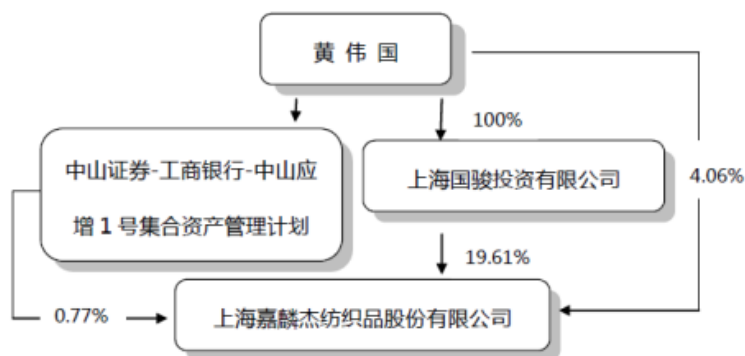 黄 伟 国
100%
中山证券-工商银行-中山应
增 1 号集合资产管理计划
上海国骏投资有限公司
4.06%
19.61%
0.77%
上海嘉麟杰纺织品股份有限公司